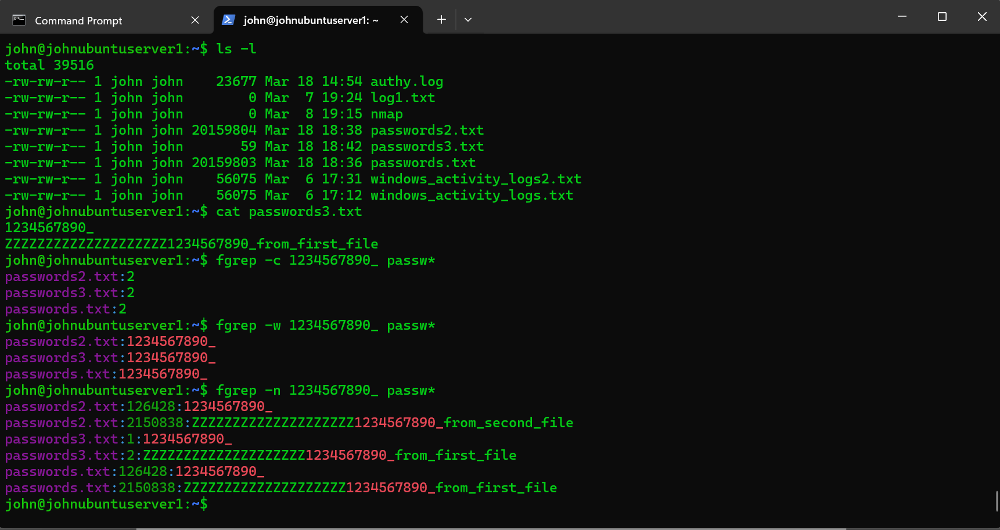 Command Prompt
john@johnubuntuserver1: ~
john@johnubuntuserver1:~$ ls -l
total 39516
-rw-rw-r-- 1 john john    23677 Mar 18 14:54 authy.log
-rw-rw-r-- 1 john john        0 Mar  7 19:24 log1.txt
-rw-rw-r-- 1 john john        0 Mar  8 19:15 nmap
-rw-rw-r-- 1 john john 20159804 Mar 18 18:38 passwords2.txt
-rw-rw-r-- 1 john john       59 Mar 18 18:42 passwords3.txt
-rw-rw-r-- 1 john john 20159803 Mar 18 18:36 passwords.txt
-rw-rw-r-- 1 john john    56075 Mar  6 17:31 windows_activity_logs2.txt
-rw-rw-r-- 1 john john    56075 Mar  6 17:12 windows_activity_logs.txt
john@johnubuntuserver1:~$ cat passwords3.txt
1234567890_
ZZZZZZZZZZZZZZZZZZZZ1234567890_from_first_file
john@johnubuntuserver1:~$ fgrep -c 1234567890_ passw*
passwords2.txt:2
passwords3.txt:2
passwords.txt:2
john@johnubuntuserver1:~$ fgrep -w 1234567890_ passw*
passwords2.txt:1234567890_
passwords3.txt:1234567890_
passwords.txt:1234567890_
john@johnubuntuserver1:~$ fgrep -n 1234567890_ passw*
passwords2.txt:126428:1234567890_
passwords2.txt:2150838:ZZZZZZZZZZZZZZZZZZZZ1234567890_from_second_file
passwords3.txt:1:1234567890_
passwords3.txt:2:ZZZZZZZZZZZZZZZZZZZZ1234567890_from_first_file
passwords.txt:126428:1234567890_
passwords.txt:2150838:ZZZZZZZZZZZZZZZZZZZZ1234567890_from_first_file
john@johnubuntuserver1:~$